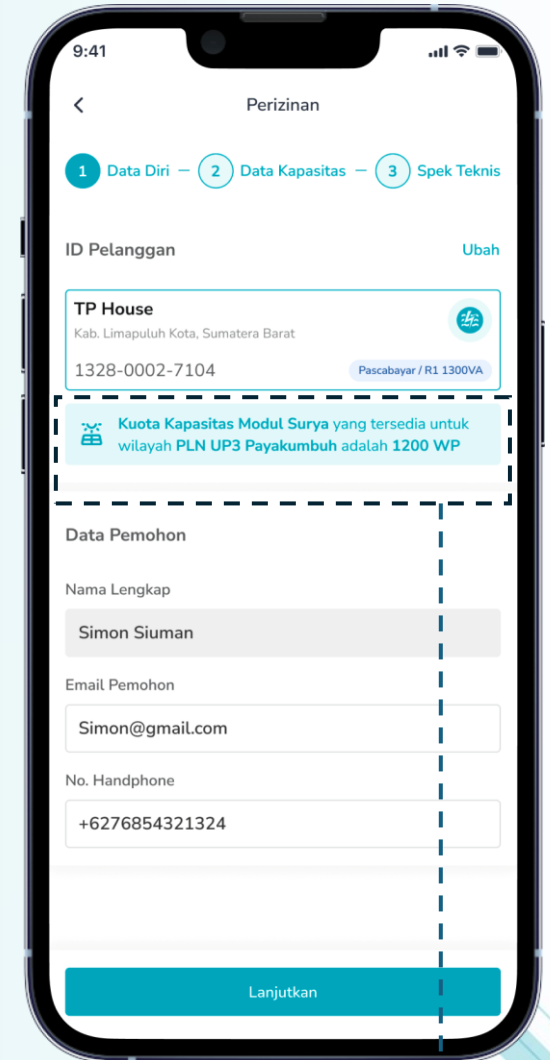 9:41
Perizinan
1 Data Diri – 2 Data Kapasitas – 3 Spek Teknis
ID Pelanggan Ubah
TP House
Kab. Limapuluh Kota, Sumatera Barat
1328-0002-7104 Pascabayar / R1 1300VA
Kuota Kapasitas Modul Surya yang tersedia untuk
wilayah PLN UP3 Payakumbuh adalah 1200 WP
Data Pemohon
Nama Lengkap
Simon Siuman
Email Pemohon
Simon@gmail.com
No. Handphone
+6276854321324
Lanjutkan